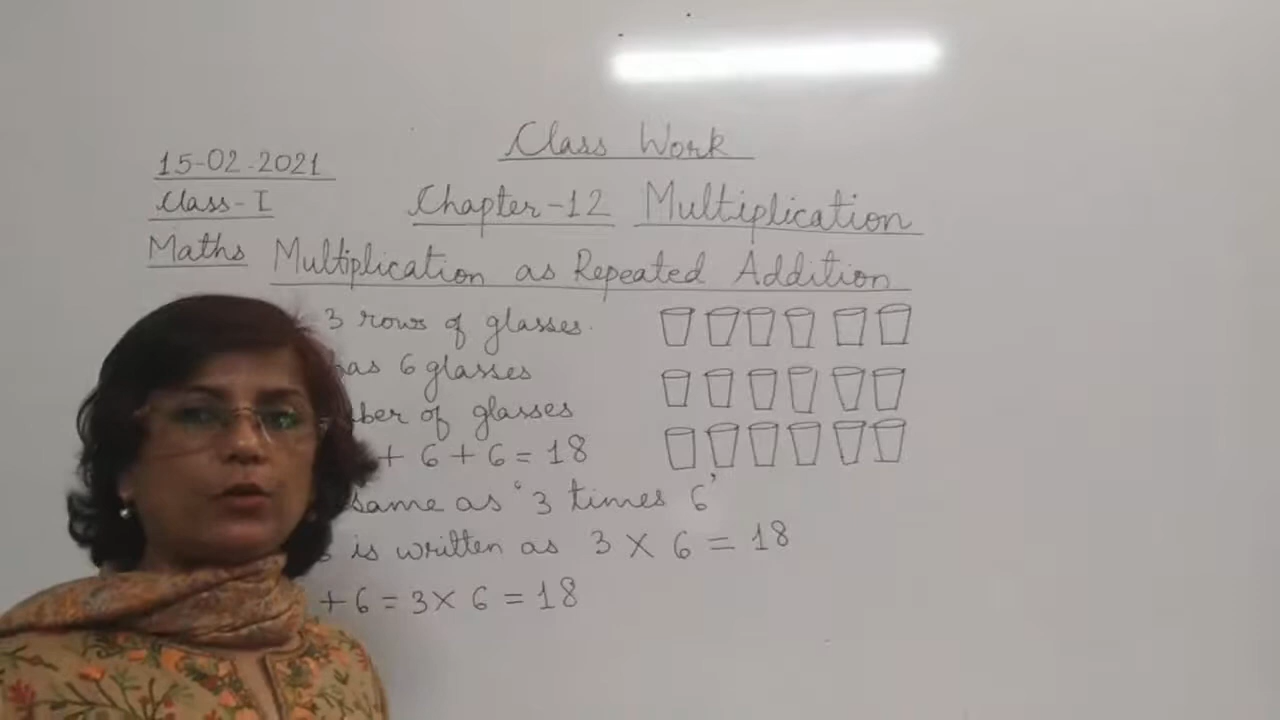 Class Work
15-02-2021
Class-I
Chapter-12 Multiplication
Maths Multiplication as Repeated Addition
3 rows of glasses.
has 6 glasses
of glasses
+ 6 + 6 = 18
same as '3 times 6'
is written as 3 × 6 = 18
+ 6 = 3 × 6 = 18